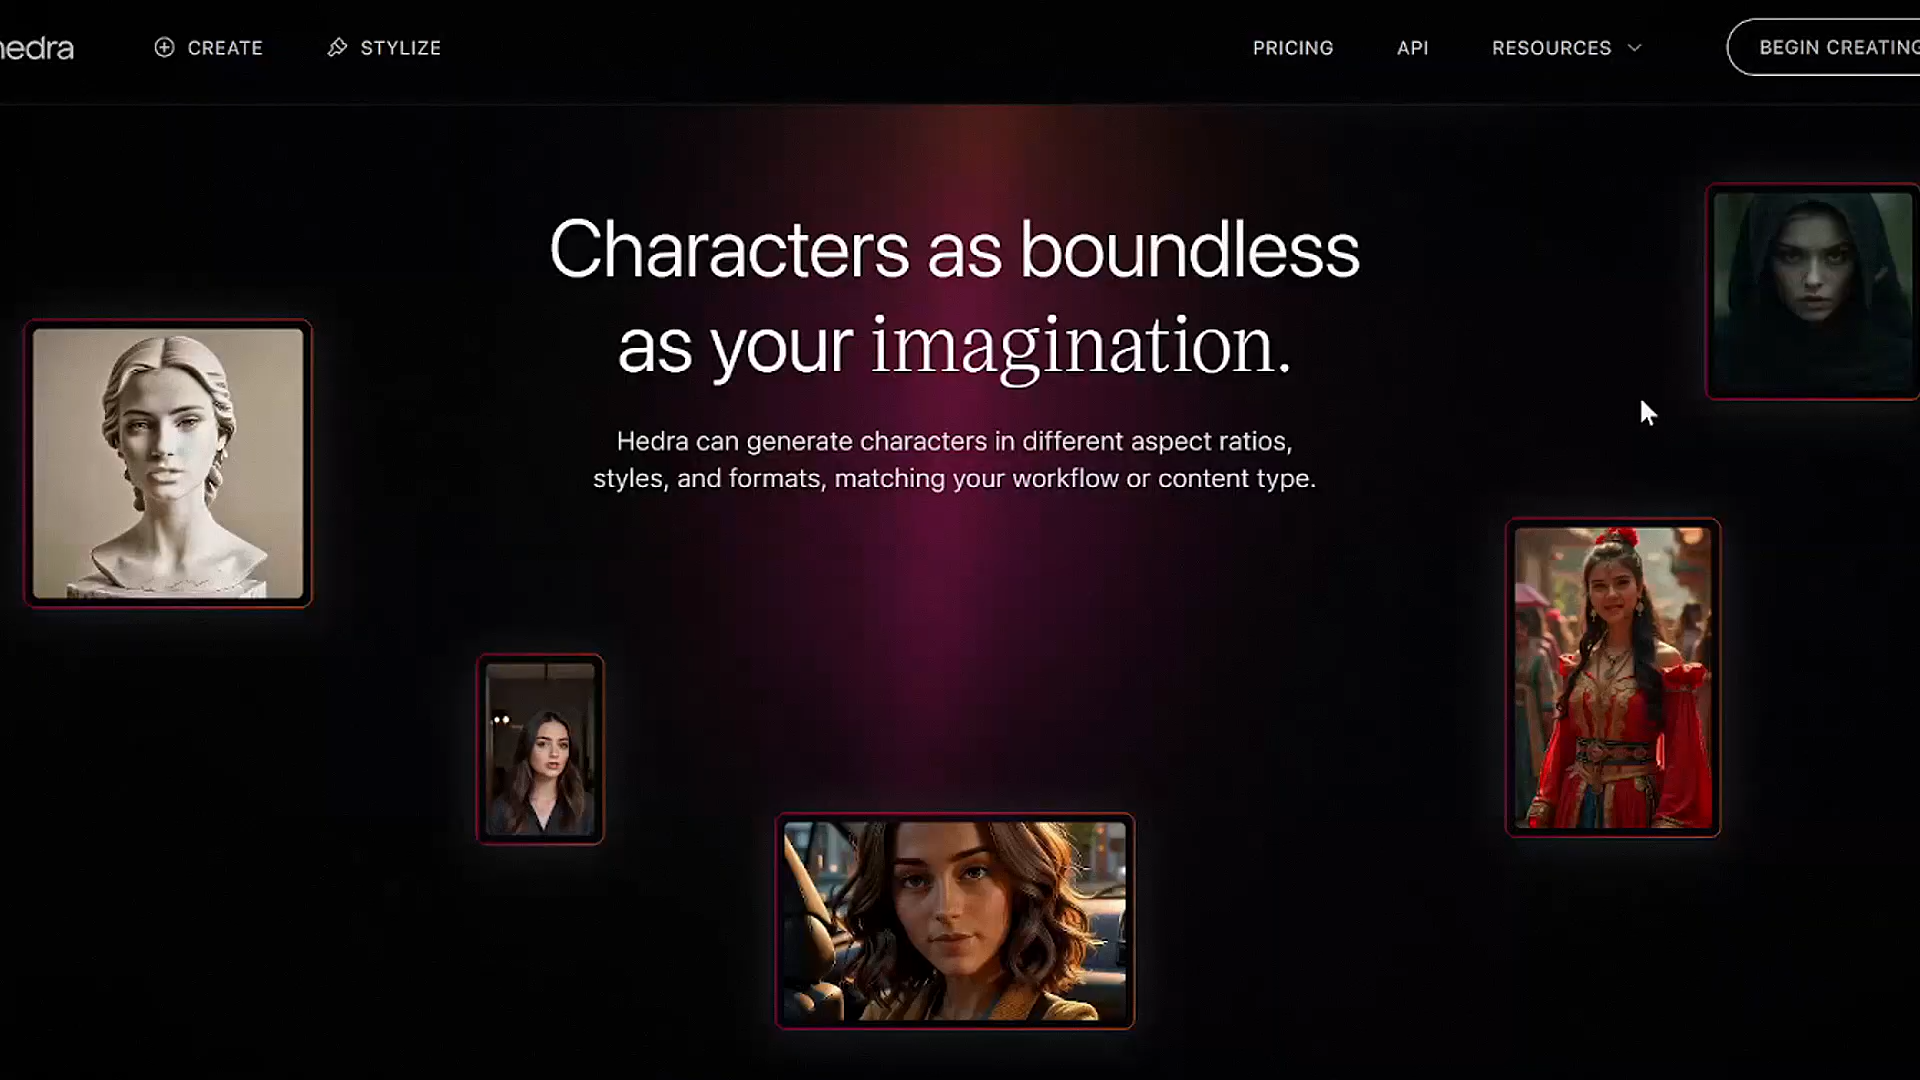 hedra
CREATE
STYLIZE
PRICING
API
RESOURCES
BEGIN CREATING
Characters as boundless
as your imagination.
Hedra can generate characters in different aspect ratios,
styles, and formats, matching your workflow or content type.